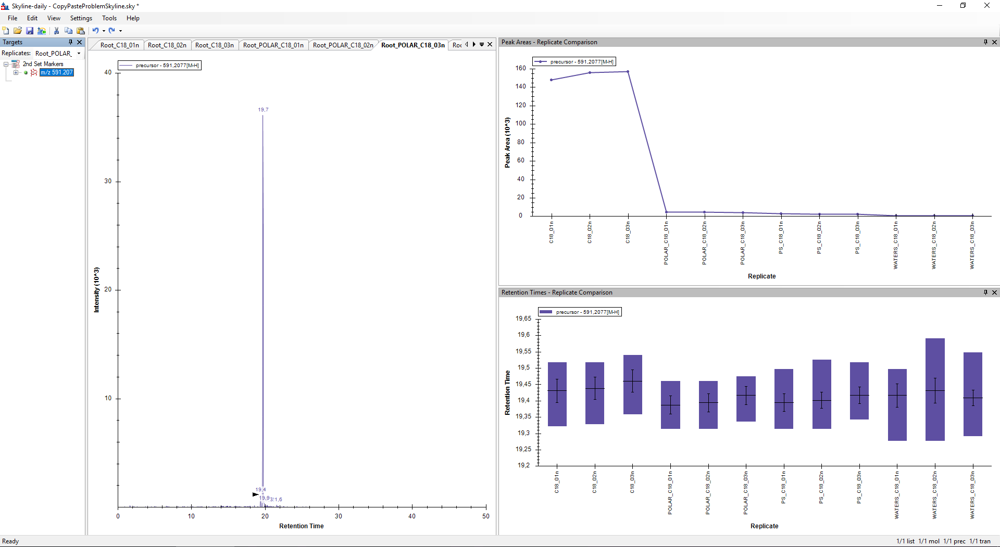 Skyline-daily - CopyPasteProblemSkyline.sky *
File Edit View Settings Tools Help
Targets
Replicates: Root_POLAR_
2nd Set Markers
m/z 591.207
Root_C18_01n Root_C18_02n Root_C18_03n Root_POLAR_C18_01n Root_POLAR_C18_02n Root_POLAR_C18_03n Roc
precursor - 591,2077[M-H]
40
30
20
10
Intensity (10^3)
19,7
19,4
19,9
1,6
0 10 20 30 40 50
Retention Time
Peak Areas - Replicate Comparison
precursor - 591,2077[M-H]
160
140
120
100
80
60
40
20
0
Peak Area (10^3)
C18_01n C18_02n C18_03n POLAR_C18_01n POLAR_C18_02n POLAR_C18_03n PS_C18_01n PS_C18_02n PS_C18_03n WATERS_C18_01n WATERS_C18_02n WATERS_C18_03n
Replicate
Retention Times - Replicate Comparison
precursor - 591,2077[M-H]
19,65
19,6
19,55
19,5
19,45
19,4
19,35
19,3
19,25
19,2
Retention Time
C18_01n C18_02n C18_03n POLAR_C18_01n POLAR_C18_02n POLAR_C18_03n PS_C18_01n PS_C18_02n PS_C18_03n WATERS_C18_01n WATERS_C18_02n WATERS_C18_03n
Replicate
Ready
1/1 list 1/1 mol 1/1 prec 1/1 tran